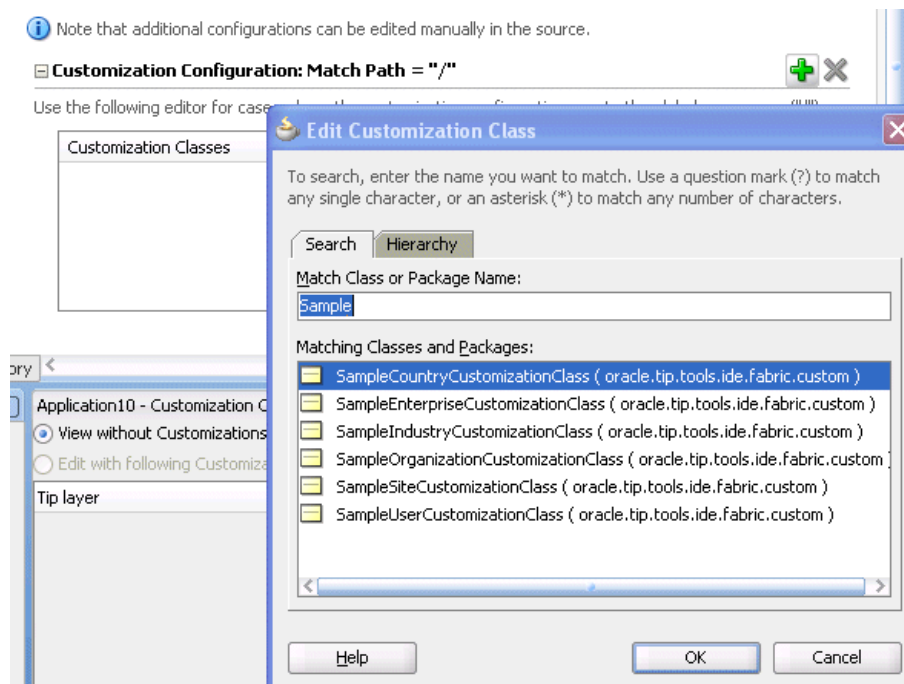 Note that additional configurations can be edited manually in the source.
Customization Configuration: Match Path = "/"
Use the following editor for case
Customization Classes
Edit Customization Class
To search, enter the name you want to match. Use a question mark (?) to match
any single character, or an asterisk (*) to match any number of characters.
Search
Hierarchy
Match Class or Package Name:
Sample
Matching Classes and Packages:
SampleCountryCustomizationClass ( oracle.tip.tools.ide.fabric.custom )
SampleEnterpriseCustomizationClass ( oracle.tip.tools.ide.fabric.custom )
SampleIndustryCustomizationClass ( oracle.tip.tools.ide.fabric.custom )
SampleOrganizationCustomizationClass ( oracle.tip.tools.ide.fabric.custom
SampleSiteCustomizationClass ( oracle.tip.tools.ide.fabric.custom )
SampleUserCustomizationClass ( oracle.tip.tools.ide.fabric.custom )
Help
OK
Cancel
ory
Application10 - Customization C
View without Customizations
Edit with following Customiza
Tip layer